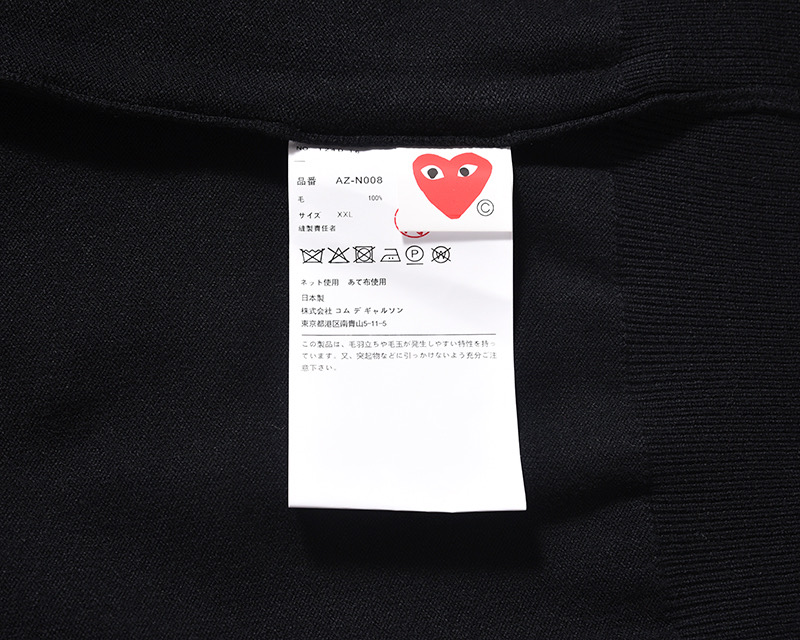 品番 AZ-N008
毛 100%
サイズ XXL
縫製責任者
P W
ネット使用 あて布使用
日本製
株式会社 コム デ ギャルソン
東京都港区南青山5-11-5
この製品は、毛羽立ちや毛玉が発生しやすい特性を持っ
ています。又、突起物などに引っかけないよう充分ご注
意下さい。
©